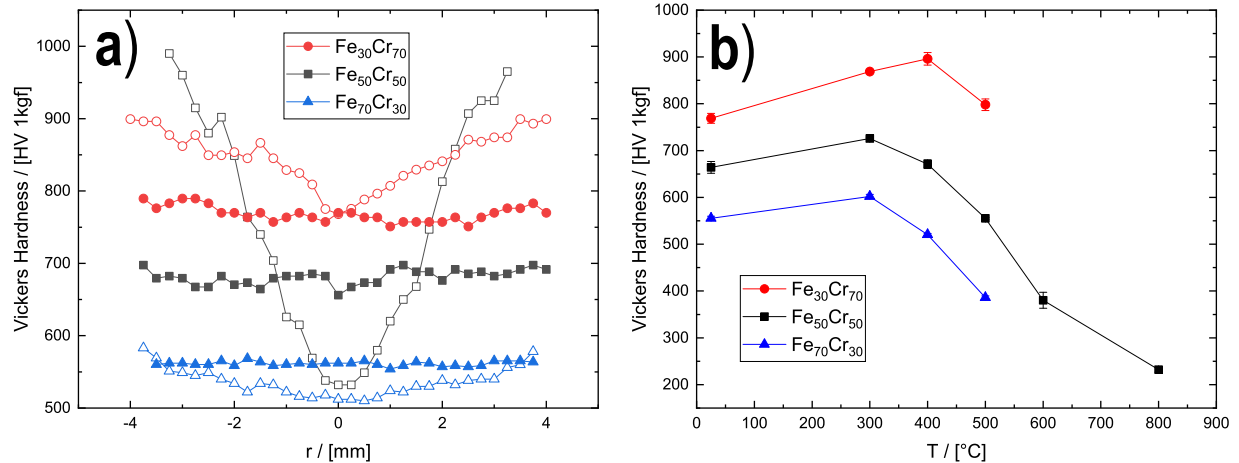 a)
Fe30Cr70
Fe50Cr50
Fe70Cr30
1000
900
800
700
600
500
Vickers Hardness / [HV 1kgf]
-4 -2 0 2 4
r / [mm]
b)
1000
900
800
700
600
500
400
300
200
Vickers Hardness / [HV 1kgf]
Fe30Cr70
Fe50Cr50
Fe70Cr30
0 100 200 300 400 500 600 700 800 900
T / [°C]